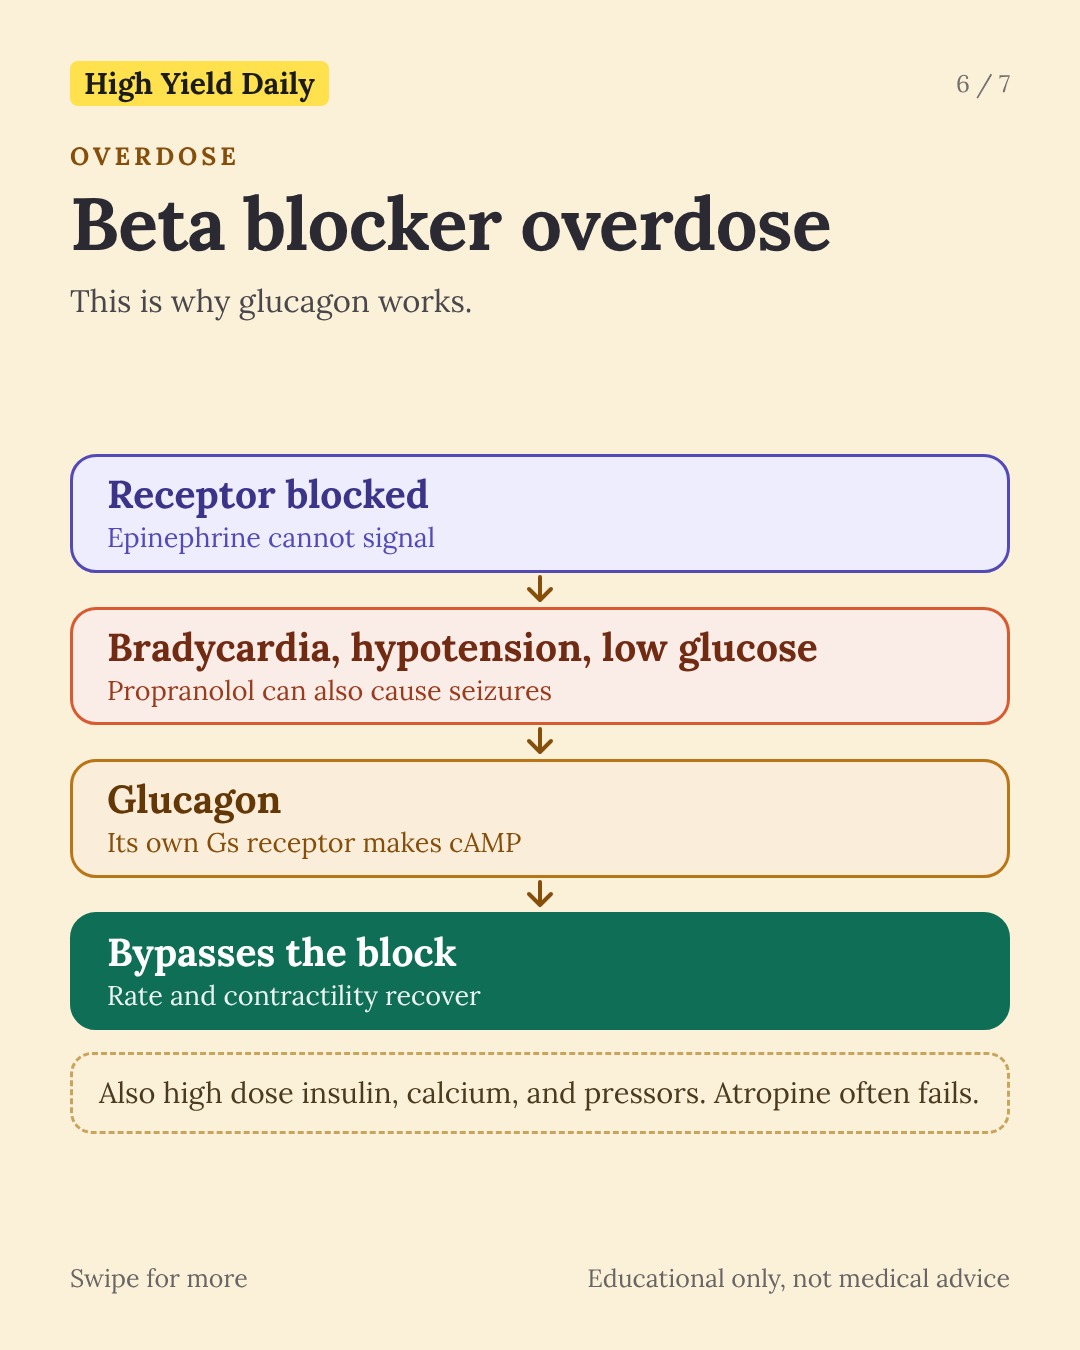 High Yield Daily
6 / 7
OVERDOSE
Beta blocker overdose
This is why glucagon works.
Receptor blocked
Epinephrine cannot signal
Bradycardia, hypotension, low glucose
Propranolol can also cause seizures
Glucagon
Its own Gs receptor makes cAMP
Bypasses the block
Rate and contractility recover
Also high dose insulin, calcium, and pressors. Atropine often fails.
Swipe for more
Educational only, not medical advice